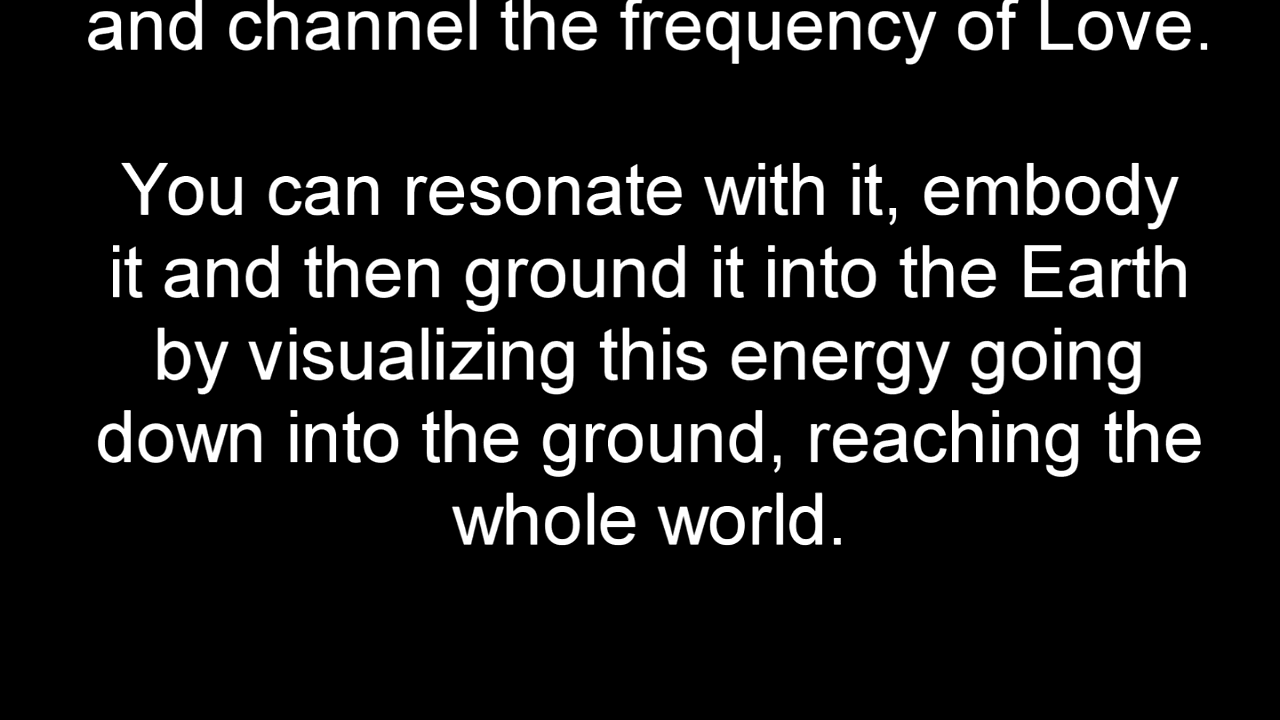 and channel the frequency of Love.
You can resonate with it, embody
it and then ground it into the Earth
by visualizing this energy going
down into the ground, reaching the
whole world.